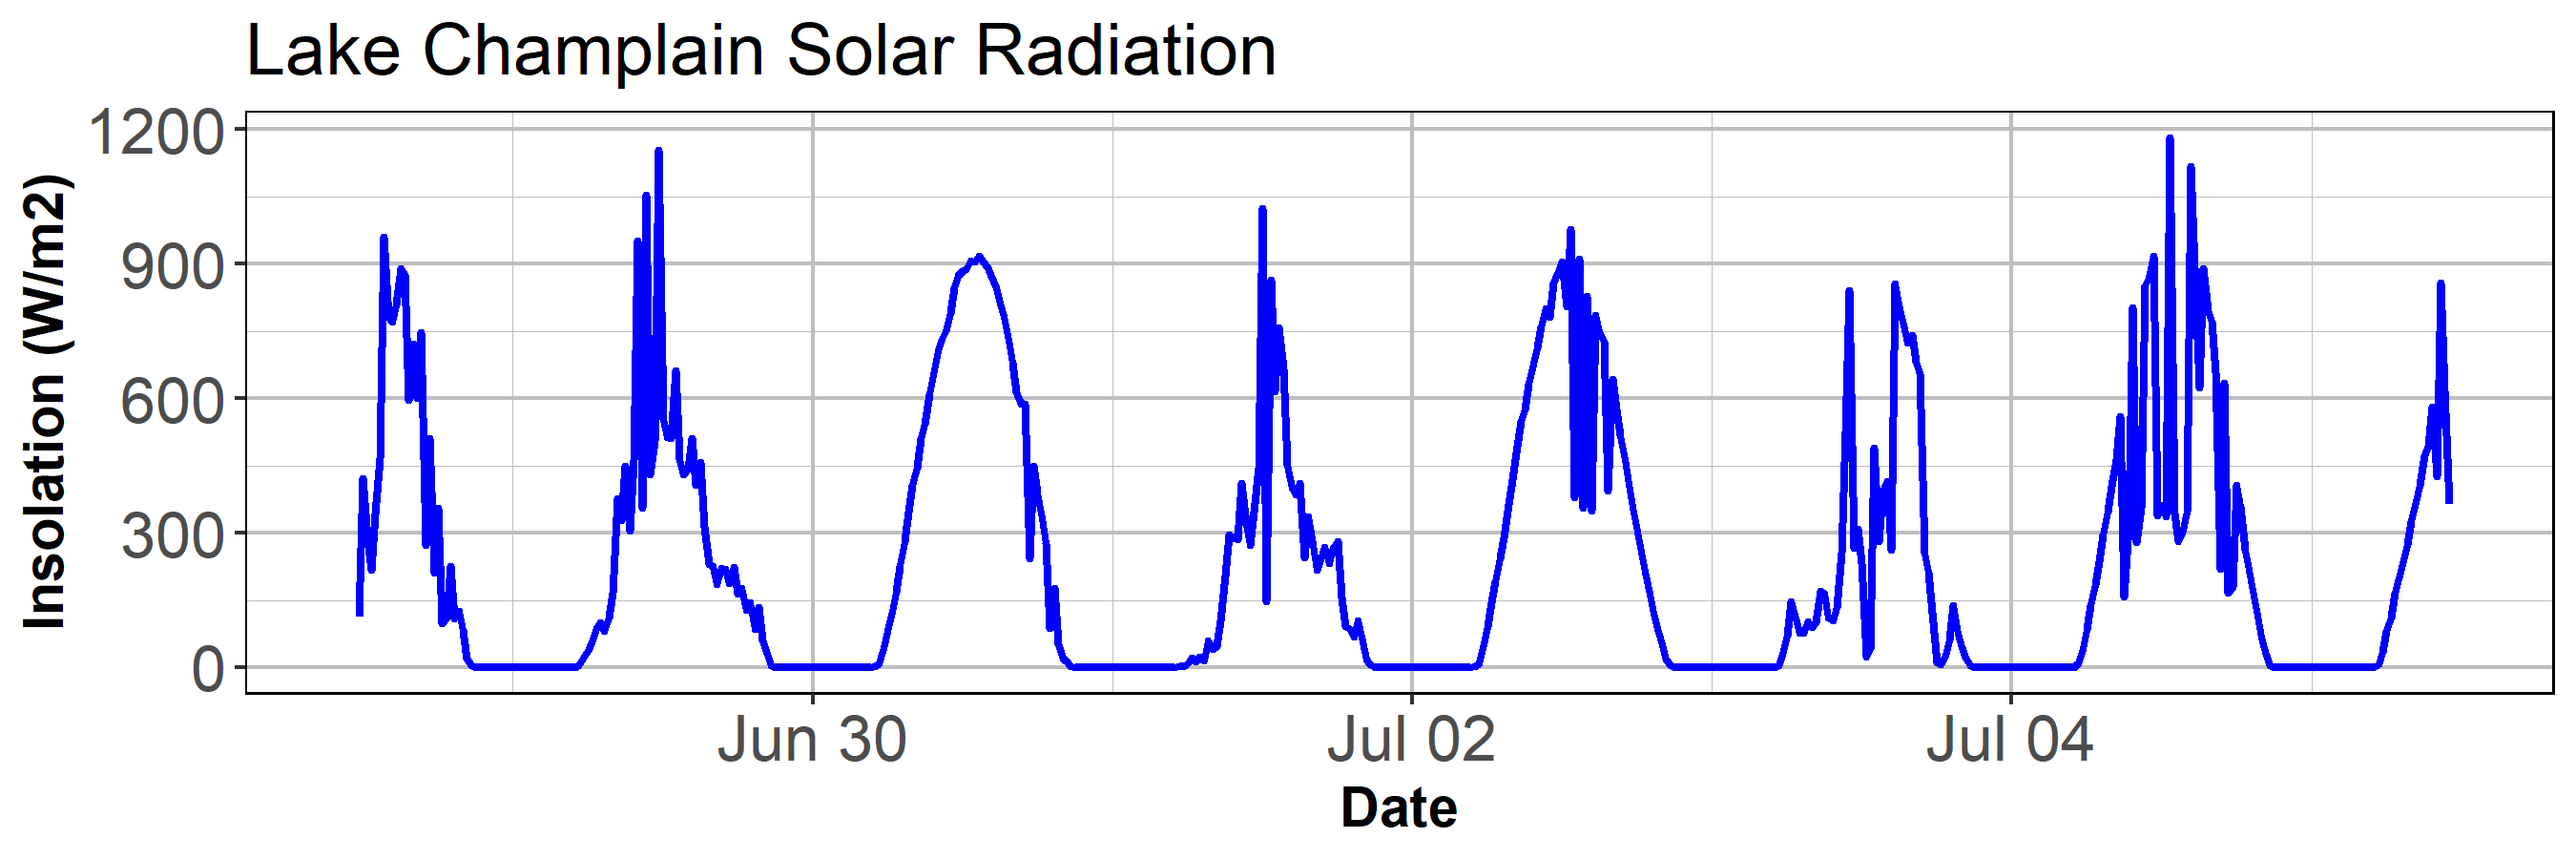 Lake Champlain Solar Radiation
Insolation (W/m2)
1200
900
600
300
0
Jun 30
Jul 02
Jul 04
Date